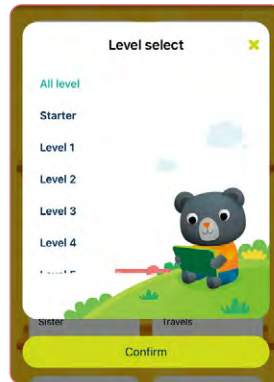 Level select
All level
Starter
Level 1
Level 2
Level 3
Level 4
Sister
Travels
Confirm